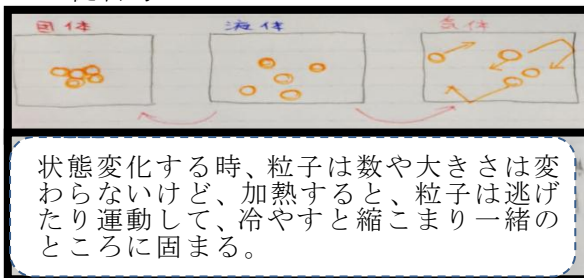 固体 液体 気体
状態変化する時、粒子は数や大きさは変
わらないけど、加熱すると、粒子は逃げ
たり運動して、冷やすと縮こまり一緒の
ところに固まる。